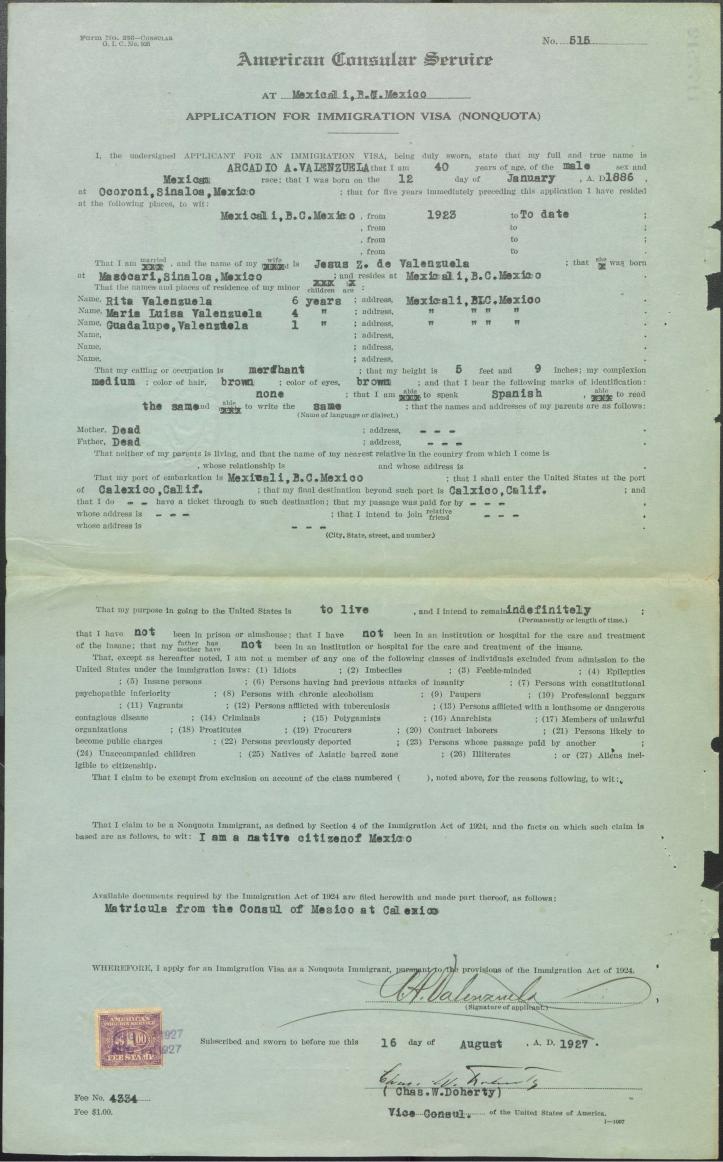 Form No. 256—Consular
G. I. C. No. 926
No. 515
American Consular Service
AT Mexicali,B.C.Mexico
APPLICATION FOR IMMIGRATION VISA (NONQUOTA)
I, the undersigned APPLICANT FOR AN IMMIGRATION VISA, being duly sworn, state that my full and true name is
ARCADIO A.VALENZUELA that I am 40 years of age, of the male sex and
Mexican race; that I was born on the 12 day of January , A. D. 1886 ,
at Ocoroni,Sinaloa,Mexico ; that for five years immediately preceding this application I have resided
at the following places, to wit:
Mexicali,B.C.Mexico , from 1923 to To date ;
, from to ;
, from to ;
, from to .
That I am married xxx , and the name of my wife xxx is Jesus Z. de Valenzuela ; that she x was born
at Masocari,Sinaloa,Mexico ; and resides at Mexicali,B.C.Mexico
That the names and places of residence of my minor children are xxx x :
Name, Rita Valenzuela 6 years ; address, Mexicali,BLC.Mexico
Name, Maria Luisa Valenzuela 4 " ; address, " " " "
Name, Guadalupe,Valenzuela 1 " ; address, " " " "
Name, ; address,
Name, ; address,
Name, ; address,
That my calling or occupation is merchant ; that my height is 5 feet and 9 inches; my complexion
medium ; color of hair, brown ; color of eyes, brown ; and that I bear the following marks of identification:
none ; that I am able xxx to speak Spanish , able xxx to read
the same and able xxx to write the same ; that the names and addresses of my parents are as follows:
(Name of language or dialect.)
Mother, Dead ; address, - - -
Father, Dead ; address, - - -
That neither of my parents is living, and that the name of my nearest relative in the country from which I come is
, whose relationship is and whose address is .
That my port of embarkation is Mexicali,B.C.Mexico ; that I shall enter the United States at the port
of Calexico,Calif. ; that my final destination beyond such port is Calxico,Calif. ; and
that I do - - have a ticket through to such destination; that my passage was paid for by - - -
whose address is - - - ; that I intend to join relative friend - - -
whose address is - - - .
(City, State, street, and number.)
That my purpose in going to the United States is to live , and I intend to remain indefinitely ;
(Permanently or length of time.)
that I have not been in prison or almshouse; that I have not been in an institution or hospital for the care and treatment
of the insane; that my father has mother have not been in an institution or hospital for the care and treatment of the insane.
That, except as hereafter noted, I am not a member of any one of the following classes of individuals excluded from admission to the
United States under the immigration laws: (1) Idiots ; (2) Imbeciles ; (3) Feeble-minded ; (4) Epileptics
; (5) Insane persons ; (6) Persons having had previous attacks of insanity ; (7) Persons with constitutional
psychopathic inferiority ; (8) Persons with chronic alcoholism ; (9) Paupers ; (10) Professional beggars
; (11) Vagrants ; (12) Persons afflicted with tuberculosis ; (13) Persons afflicted with a loathsome or dangerous
contagious disease ; (14) Criminals ; (15) Polygamists ; (16) Anarchists ; (17) Members of unlawful
organizations ; (18) Prostitutes ; (19) Procurers ; (20) Contract laborers ; (21) Persons likely to
become public charges ; (22) Persons previously deported ; (23) Persons whose passage paid by another ;
(24) Unaccompanied children ; (25) Natives of Asiatic barred zone ; (26) Illiterates ; or (27) Aliens inel-
igible to citizenship.
That I claim to be exempt from exclusion on account of the class numbered ( ), noted above, for the reasons following, to wit:
That I claim to be a Nonquota Immigrant, as defined by Section 4 of the Immigration Act of 1924, and the facts on which such claim is
based are as follows, to wit: I am a native citizenof Mexico
Available documents required by the Immigration Act of 1924 are filed herewith and made part thereof, as follows:
Matricula from the Consul of Mesico at Calexico
WHEREFORE, I apply for an Immigration Visa as a Nonquota Immigrant, pursuant to the provisions of the Immigration Act of 1924.
A A Valenzuela
(Signature of applicant.)
AMERICAN
FOREIGN SERVICE
$1.00
FEE STAMP
1927
1927
Subscribed and sworn to before me this 16 day of August , A. D. 1927 .
Chas. W. Doherty
( Chas.W.Doherty)
Fee No. 4334
Fee $1.00.
Vice Consul. of the United States of America.
1—1007